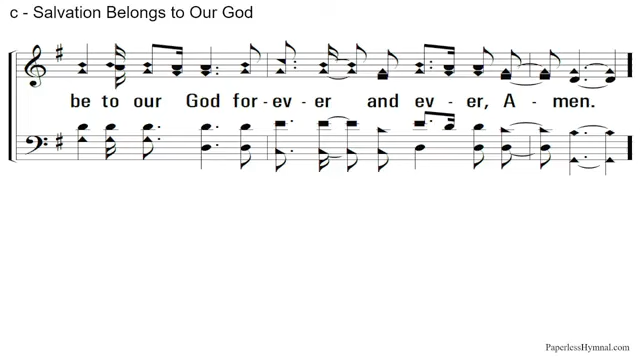 c - Salvation Belongs to Our God
be to our God for-ev-er and ev-er, A-men.
PaperlessHymnal.com